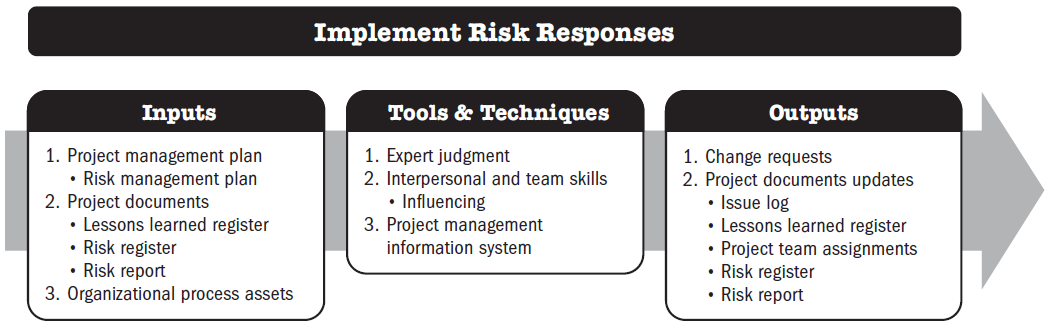 Implement Risk Responses
Inputs
1. Project management plan
• Risk management plan
2. Project documents
• Lessons learned register
• Risk register
• Risk report
3. Organizational process assets
Tools & Techniques
1. Expert judgment
2. Interpersonal and team skills
• Influencing
3. Project management
information system
Outputs
1. Change requests
2. Project documents updates
• Issue log
• Lessons learned register
• Project team assignments
• Risk register
• Risk report